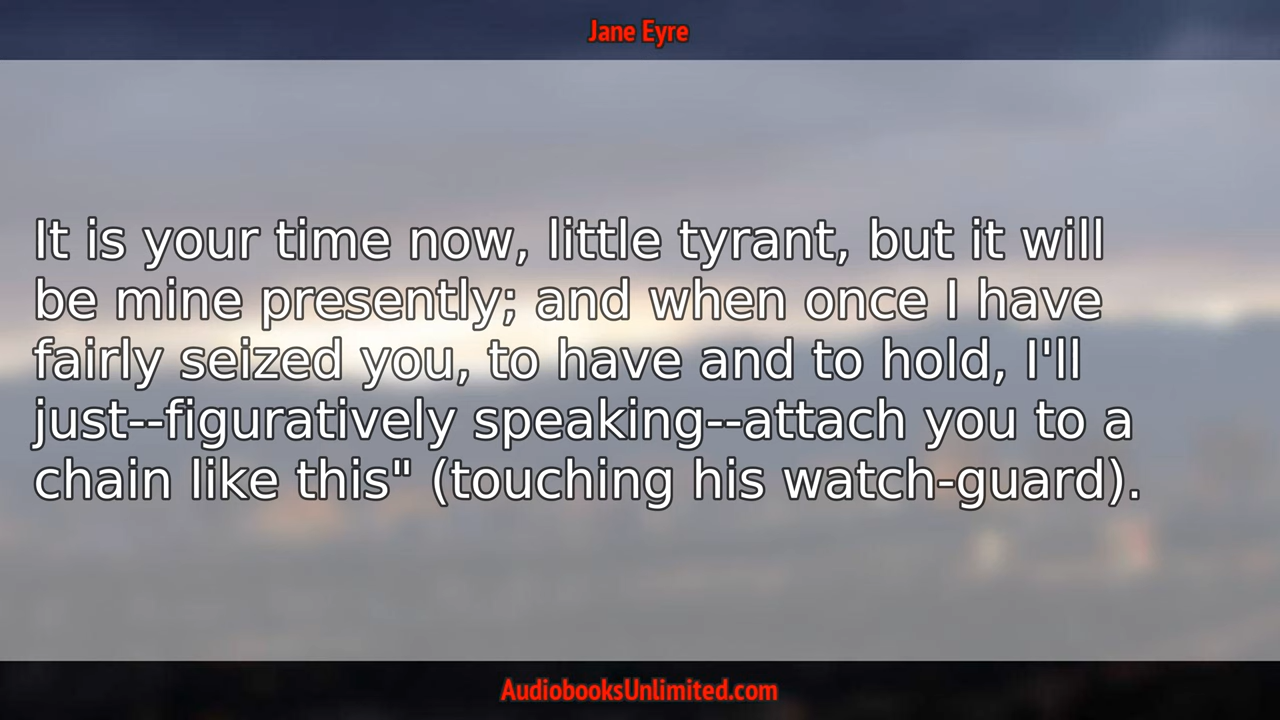 Jane Eyre
It is your time now, little tyrant, but it will
be mine presently; and when once I have
fairly seized you, to have and to hold, I'll
just--figuratively speaking--attach you to a
chain like this" (touching his watch-guard).
AudiobooksUnlimited.com